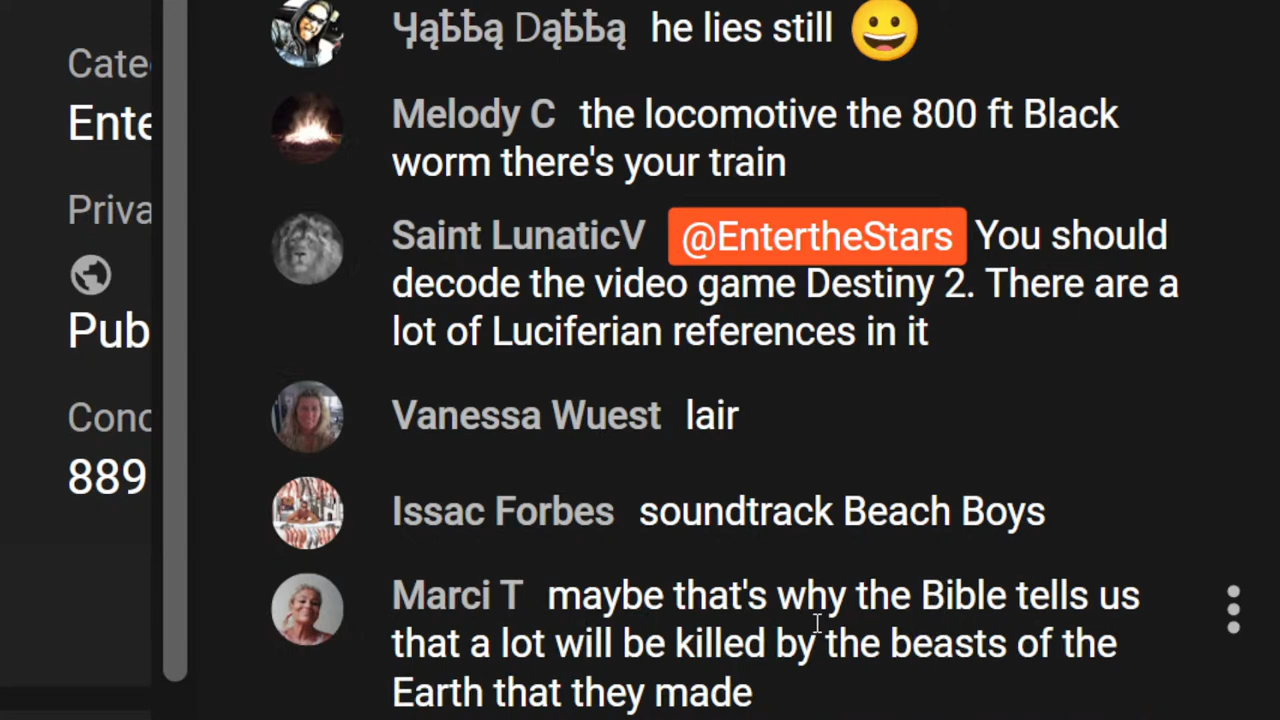 Ყąҍҍą Dąҍҍą he lies still
Cate
Ente
Melody C the locomotive the 800 ft Black
worm there's your train
Priva
Pub
Saint LunaticV @EntertheStars You should
decode the video game Destiny 2. There are a
lot of Luciferian references in it
Conc
889
Vanessa Wuest lair
Issac Forbes soundtrack Beach Boys
Marci T maybe that's why the Bible tells us
that a lot will be killed by the beasts of the
Earth that they made